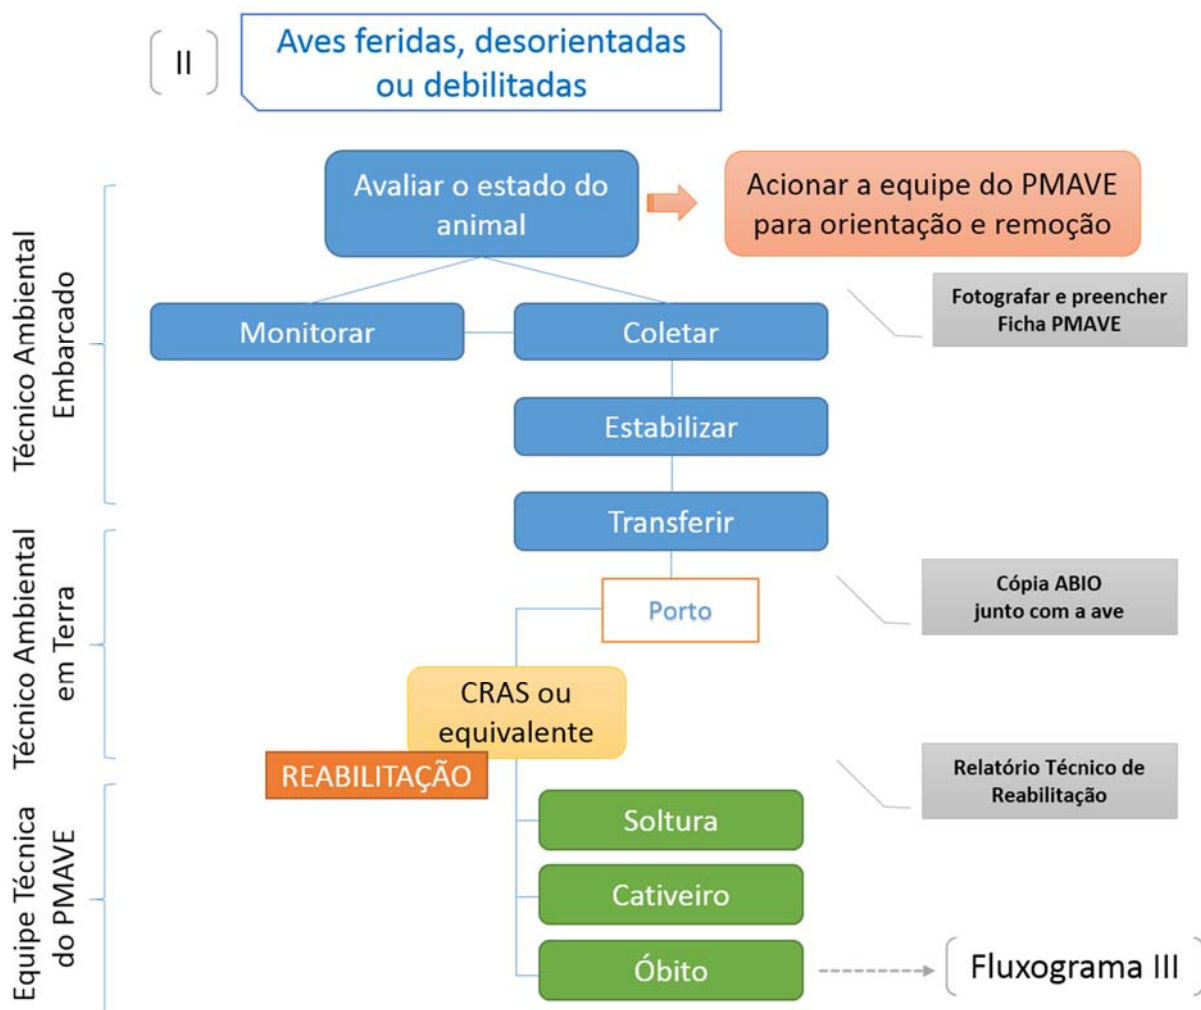 II
Aves feridas, desorientadas
ou debilitadas
Técnico Ambiental
Embarcado
Avaliar o estado do
animal
Acionar a equipe do PMAVE
para orientação e remoção
Fotografar e preencher
Ficha PMAVE
Monitorar
Coletar
Estabilizar
Transferir
Técnico Ambiental
em Terra
Porto
Cópia ABIO
junto com a ave
CRAS ou
equivalente
REABILITAÇÃO
Relatório Técnico de
Reabilitação
Equipe Técnica
do PMAVE
Soltura
Cativeiro
Óbito
Fluxograma III